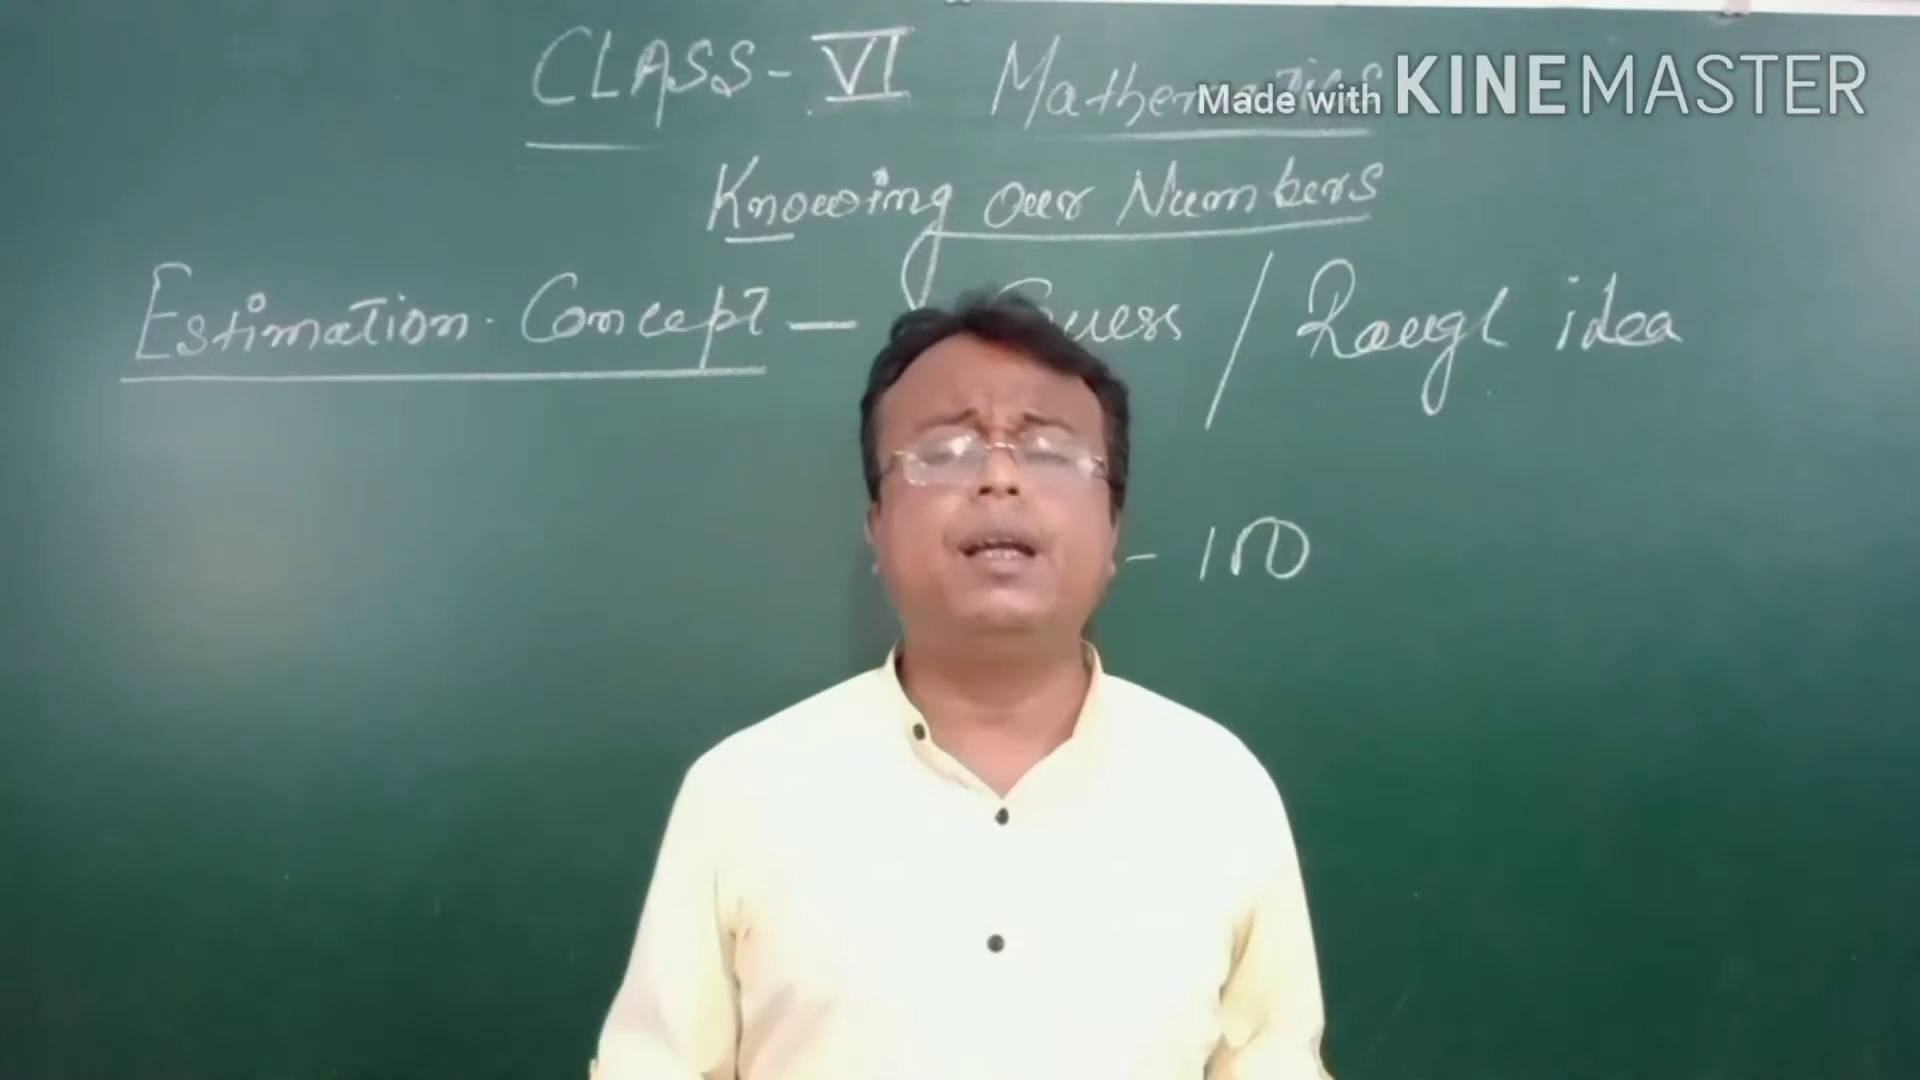 CLASS - VI Mathematics
Made with KINEMASTER
Knowing Our Numbers
Estimation Concept — Guess / Rough idea
- 100